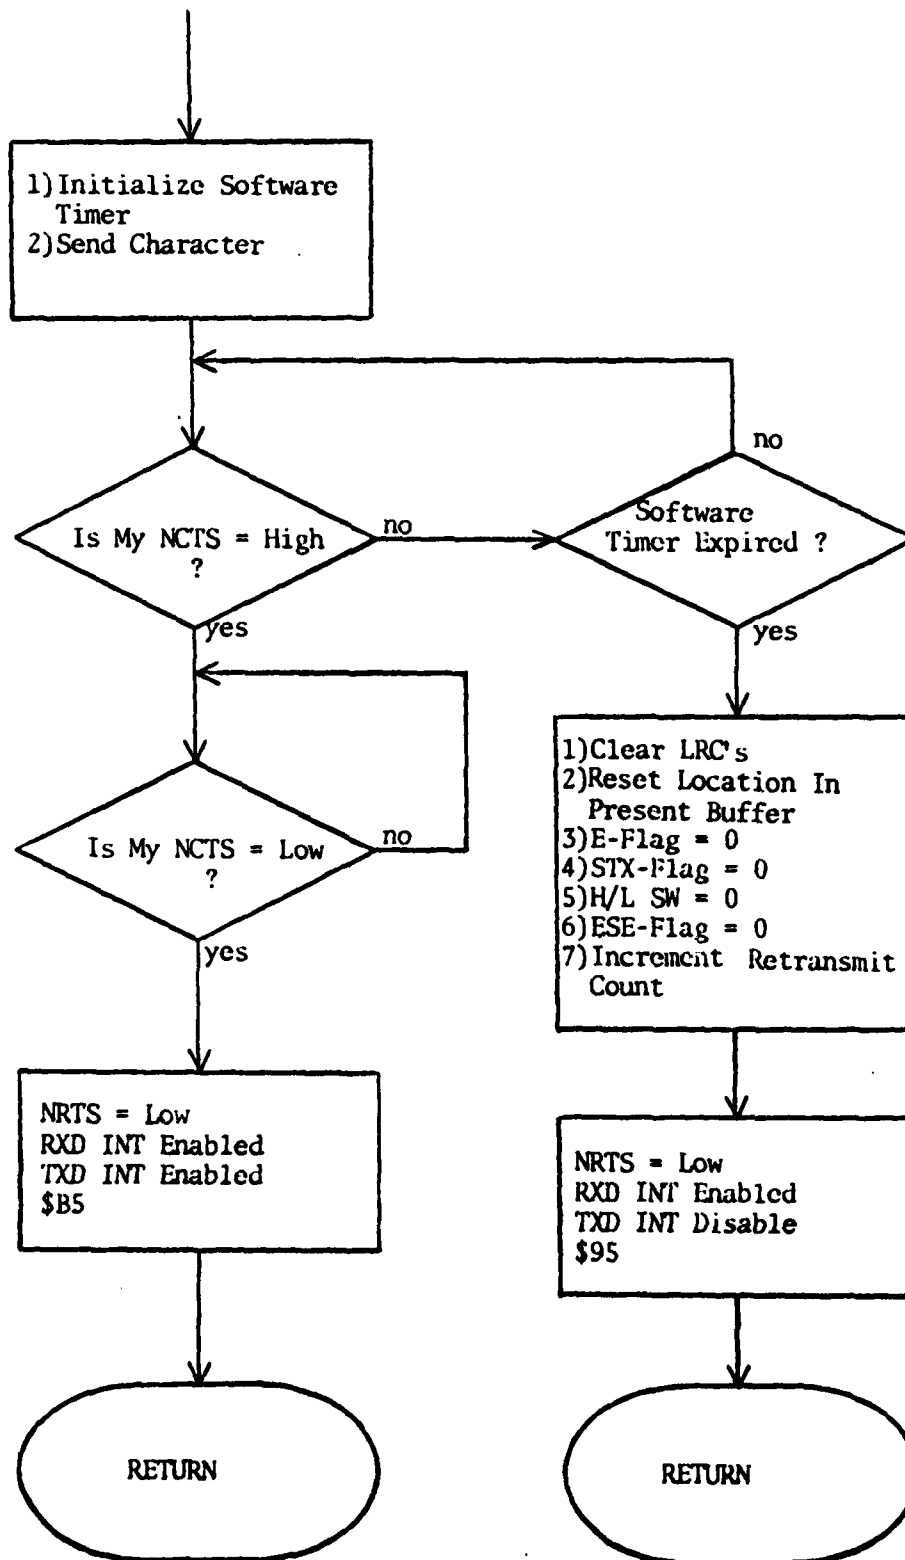 1)Initialize Software
Timer
2)Send Character
no
Is My NCTS = High
?
no
Software
Timer Expired ?
yes
yes
Is My NCTS = Low
?
no
yes
1)Clear LRC's
2)Reset Location In
Present Buffer
3)E-Flag = 0
4)STX-Flag = 0
5)H/L SW = 0
6)ESE-Flag = 0
7)Increment Retransmit
Count
NRTS = Low
RXD INT Enabled
TXD INT Enabled
$B5
NRTS = Low
RXD INT Enabled
TXD INT Disable
$95
RETURN
RETURN